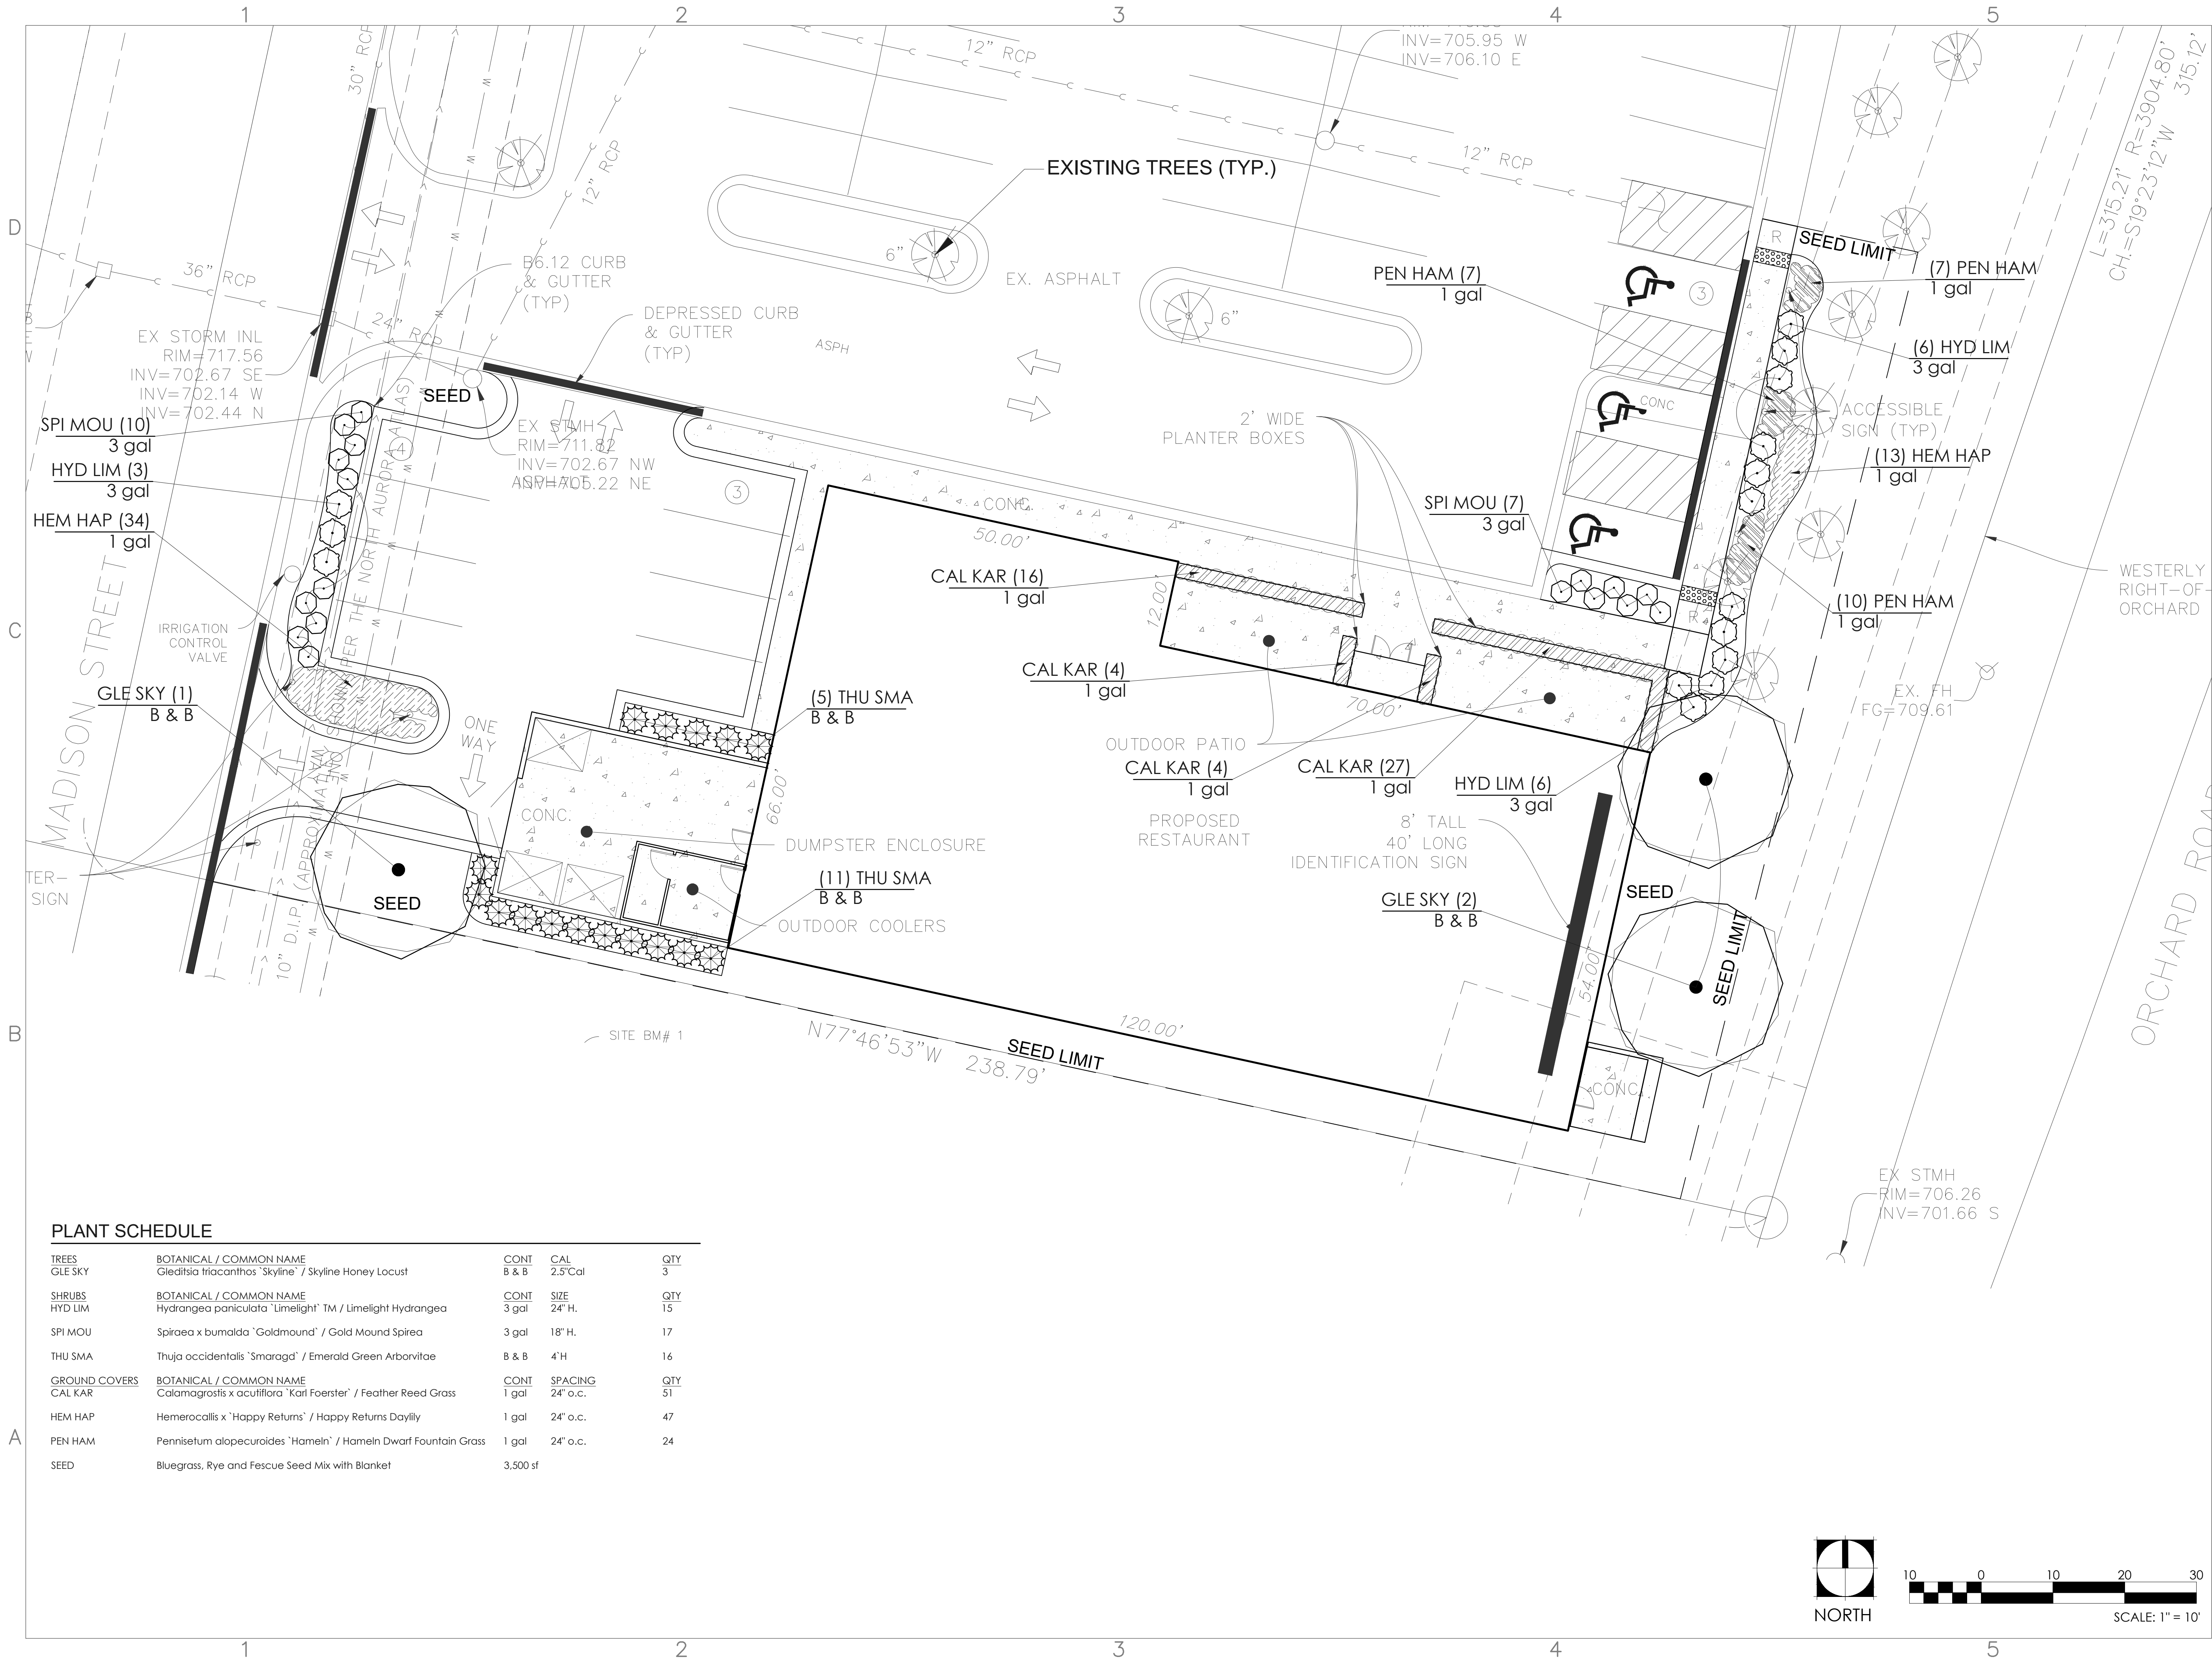 1 2 3 4 5
30" RCP
12" RCP
INV=705.95 W
INV=706.10 E
L=315.21' R=3904.80'
CH.=S19°23'12"W 315.12'
12" RCP
12" RCP
EXISTING TREES (TYP.)
D
36" RCP
24" RCP
B6.12 CURB
& GUTTER
(TYP)
6"
EX. ASPHALT
R
SEED LIMIT
PEN HAM (7)
1 gal
3
(7) PEN HAM
1 gal
DEPRESSED CURB
& GUTTER
(TYP)
ASPH
6"
EX STORM INL
RIM=717.56
INV=702.67 SE
INV=702.14 W
INV=702.44 N
(6) HYD LIM
3 gal
SEED
CONC
ACCESSIBLE
SIGN (TYP)
SPI MOU (10)
3 gal
4
EX STMH
RIM=711.82
INV=702.67 NW
INV=705.22 NE
ASPHALT
2' WIDE
PLANTER BOXES
HYD LIM (3)
3 gal
(13) HEM HAP
1 gal
3
CONC.
SPI MOU (7)
3 gal
HEM HAP (34)
1 gal
50.00'
CAL KAR (16)
1 gal
12.00'
WESTERLY
RIGHT-OF-
ORCHARD
(10) PEN HAM
1 gal
R
C
IRRIGATION
CONTROL
VALVE
MADISON STREET
CAL KAR (4)
1 gal
EX. FH
FG=709.61
GLE SKY (1)
B & B
(5) THU SMA
B & B
70.00'
ONE
WAY
OUTDOOR PATIO
CAL KAR (4)
1 gal
CAL KAR (27)
1 gal
HYD LIM (6)
3 gal
66.00'
CONC.
PROPOSED
RESTAURANT
8' TALL
40' LONG
IDENTIFICATION SIGN
DUMPSTER ENCLOSURE
TER-
SIGN
(11) THU SMA
B & B
SEED
SEED
GLE SKY (2)
B & B
OUTDOOR COOLERS
SEED LIMIT
ORCHARD ROAD
10" D.I.P. (APPROX
PER THE NORTH AURORA ATLAS)
54.00'
B
SITE BM# 1
N77°46'53"W 238.79'
120.00'
SEED LIMIT
CONC.
EX STMH
RIM=706.26
INV=701.66 S
PLANT SCHEDULE
TREES BOTANICAL / COMMON NAME CONT CAL QTY
GLE SKY Gleditsia triacanthos `Skyline` / Skyline Honey Locust B & B 2.5"Cal 3
SHRUBS BOTANICAL / COMMON NAME CONT SIZE QTY
HYD LIM Hydrangea paniculata `Limelight` TM / Limelight Hydrangea 3 gal 24" H. 15
SPI MOU Spiraea x bumalda `Goldmound` / Gold Mound Spirea 3 gal 18" H. 17
THU SMA Thuja occidentalis `Smaragd` / Emerald Green Arborvitae B & B 4`H 16
GROUND COVERS BOTANICAL / COMMON NAME CONT SPACING QTY
CAL KAR Calamagrostis x acutiflora `Karl Foerster` / Feather Reed Grass 1 gal 24" o.c. 51
HEM HAP Hemerocallis x `Happy Returns` / Happy Returns Daylily 1 gal 24" o.c. 47
A
PEN HAM Pennisetum alopecuroides `Hameln` / Hameln Dwarf Fountain Grass 1 gal 24" o.c. 24
SEED Bluegrass, Rye and Fescue Seed Mix with Blanket 3,500 sf
10 0 10 20 30
NORTH
SCALE: 1" = 10'
1 2 3 4 5